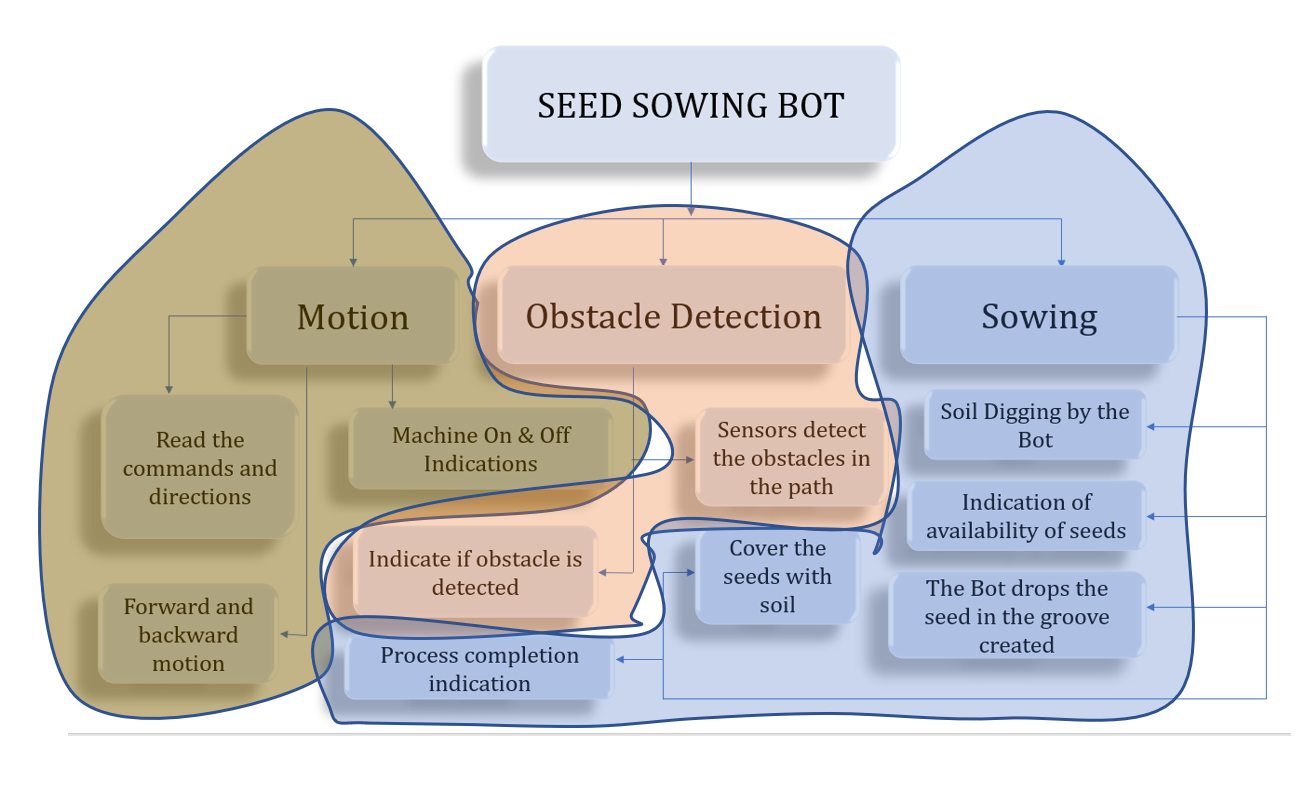 SEED SOWING BOT
Motion
Obstacle Detection
Sowing
Read the
commands and
directions
Machine On & Off
Indications
Forward and
backward
motion
Sensors detect
the obstacles in
the path
Indicate if obstacle is
detected
Soil Digging by the
Bot
Indication of
availability of seeds
The Bot drops the
seed in the groove
created
Cover the
seeds with
soil
Process completion
indication